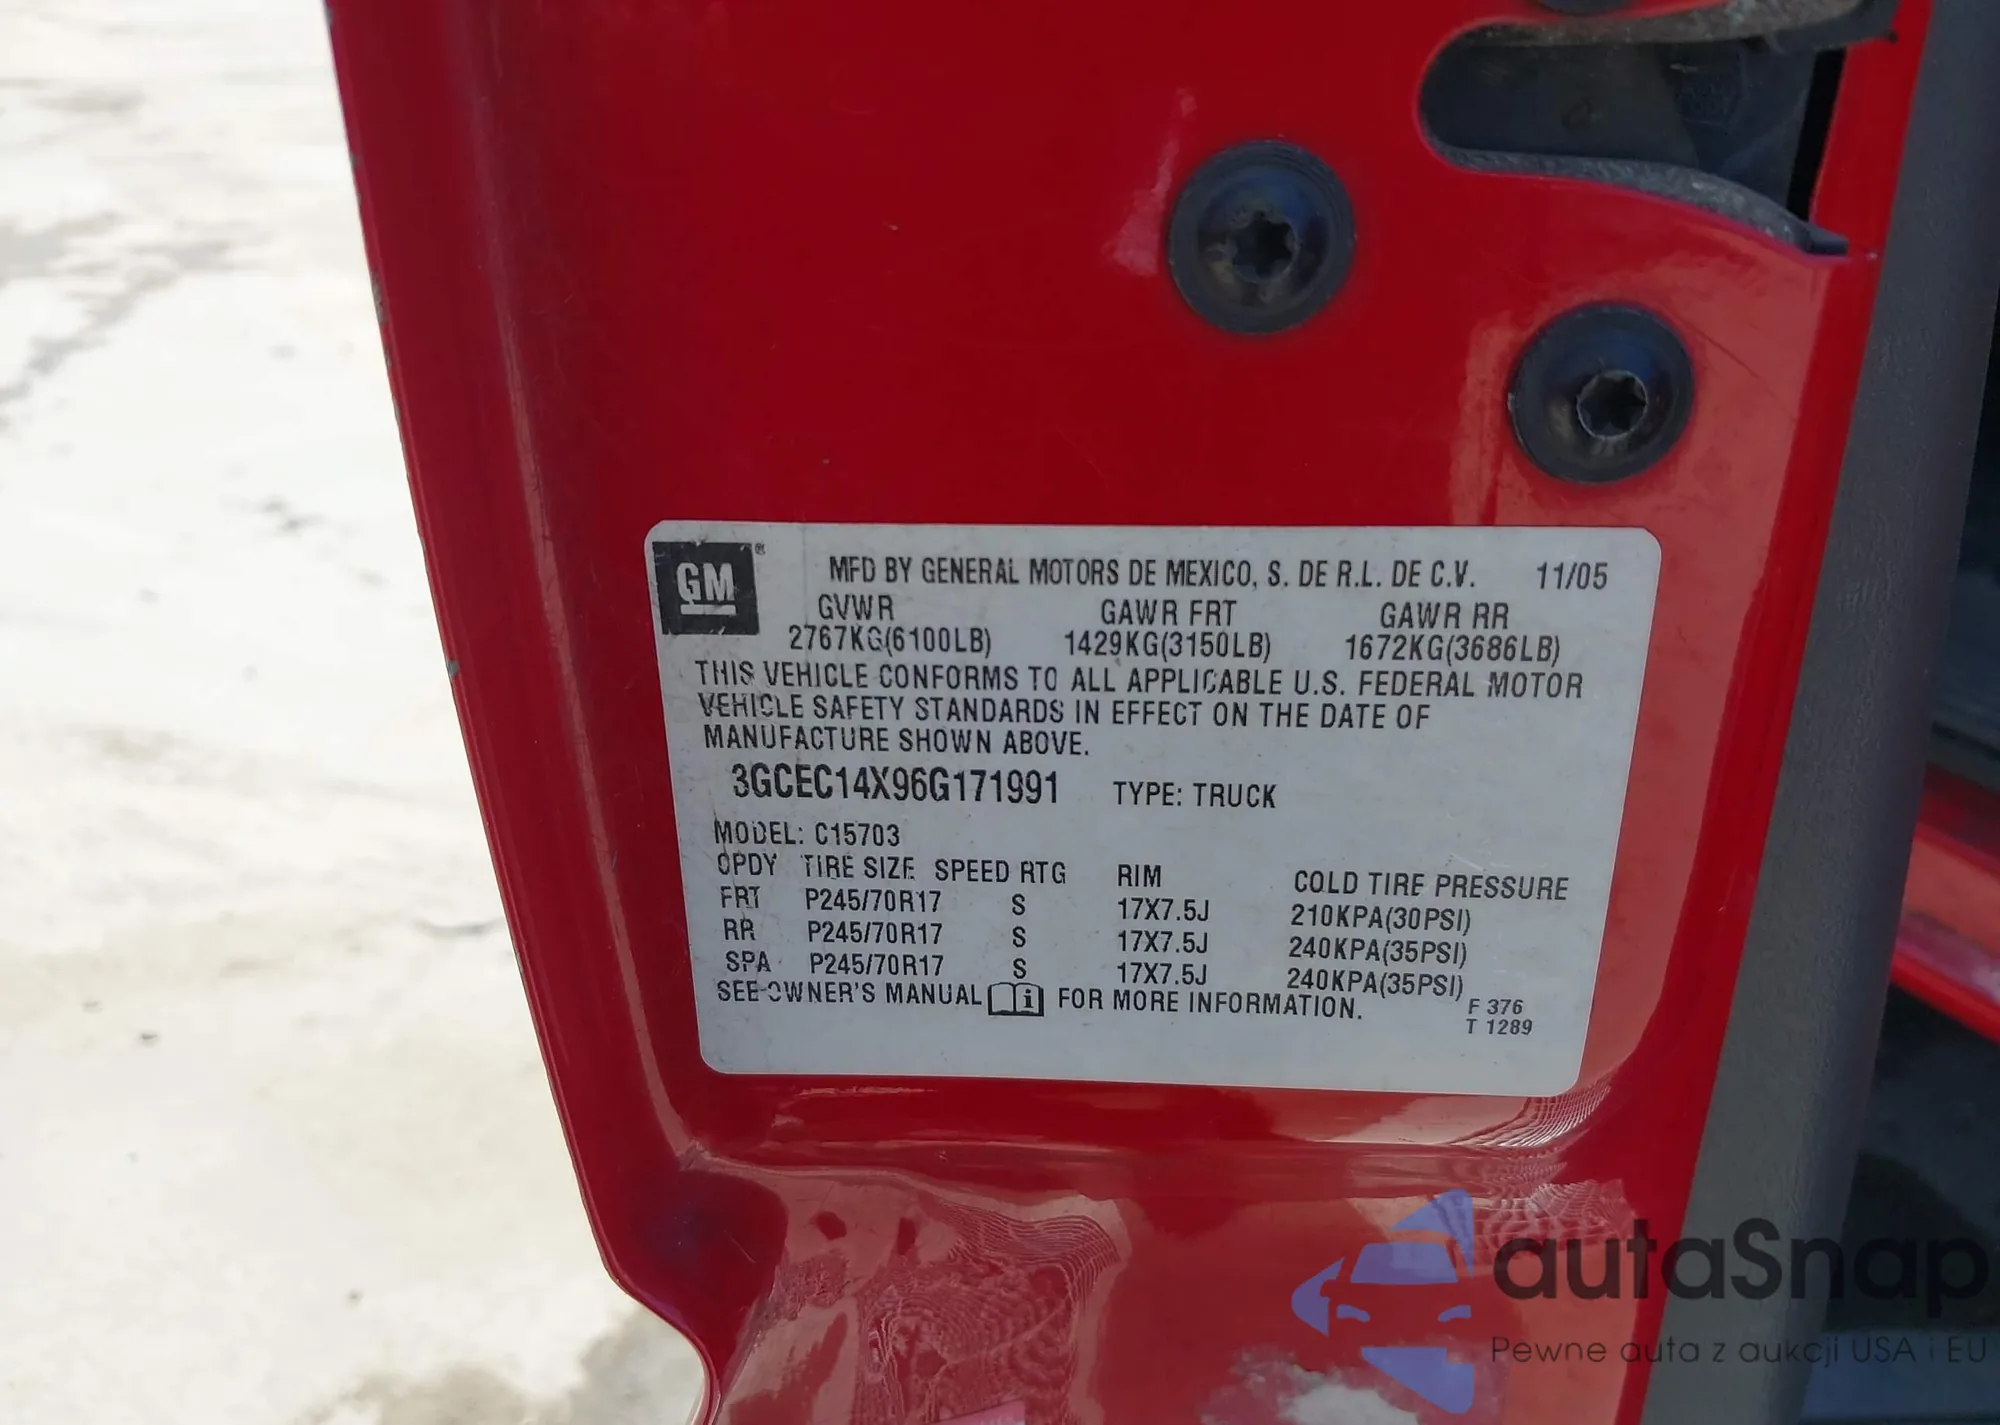 GM®
MFD BY GENERAL MOTORS DE MEXICO, S. DE R.L. DE C.V. 11/05
GVWR GAWR FRT GAWR RR
2767KG(6100LB) 1429KG(3150LB) 1672KG(3686LB)
THIS VEHICLE CONFORMS TO ALL APPLICABLE U.S. FEDERAL MOTOR
VEHICLE SAFETY STANDARDS IN EFFECT ON THE DATE OF
MANUFACTURE SHOWN ABOVE.
3GCEC14X96G171991 TYPE: TRUCK
MODEL: C15703
OPDY TIRE SIZE SPEED RTG RIM COLD TIRE PRESSURE
FRT P245/70R17 S 17X7.5J 210KPA(30PSI)
RR P245/70R17 S 17X7.5J 240KPA(35PSI)
SPA P245/70R17 S 17X7.5J 240KPA(35PSI)
SEE OWNER'S MANUAL i FOR MORE INFORMATION.
F 376
T 1289
autaSnap
Pewne auta z aukcji USA i EU